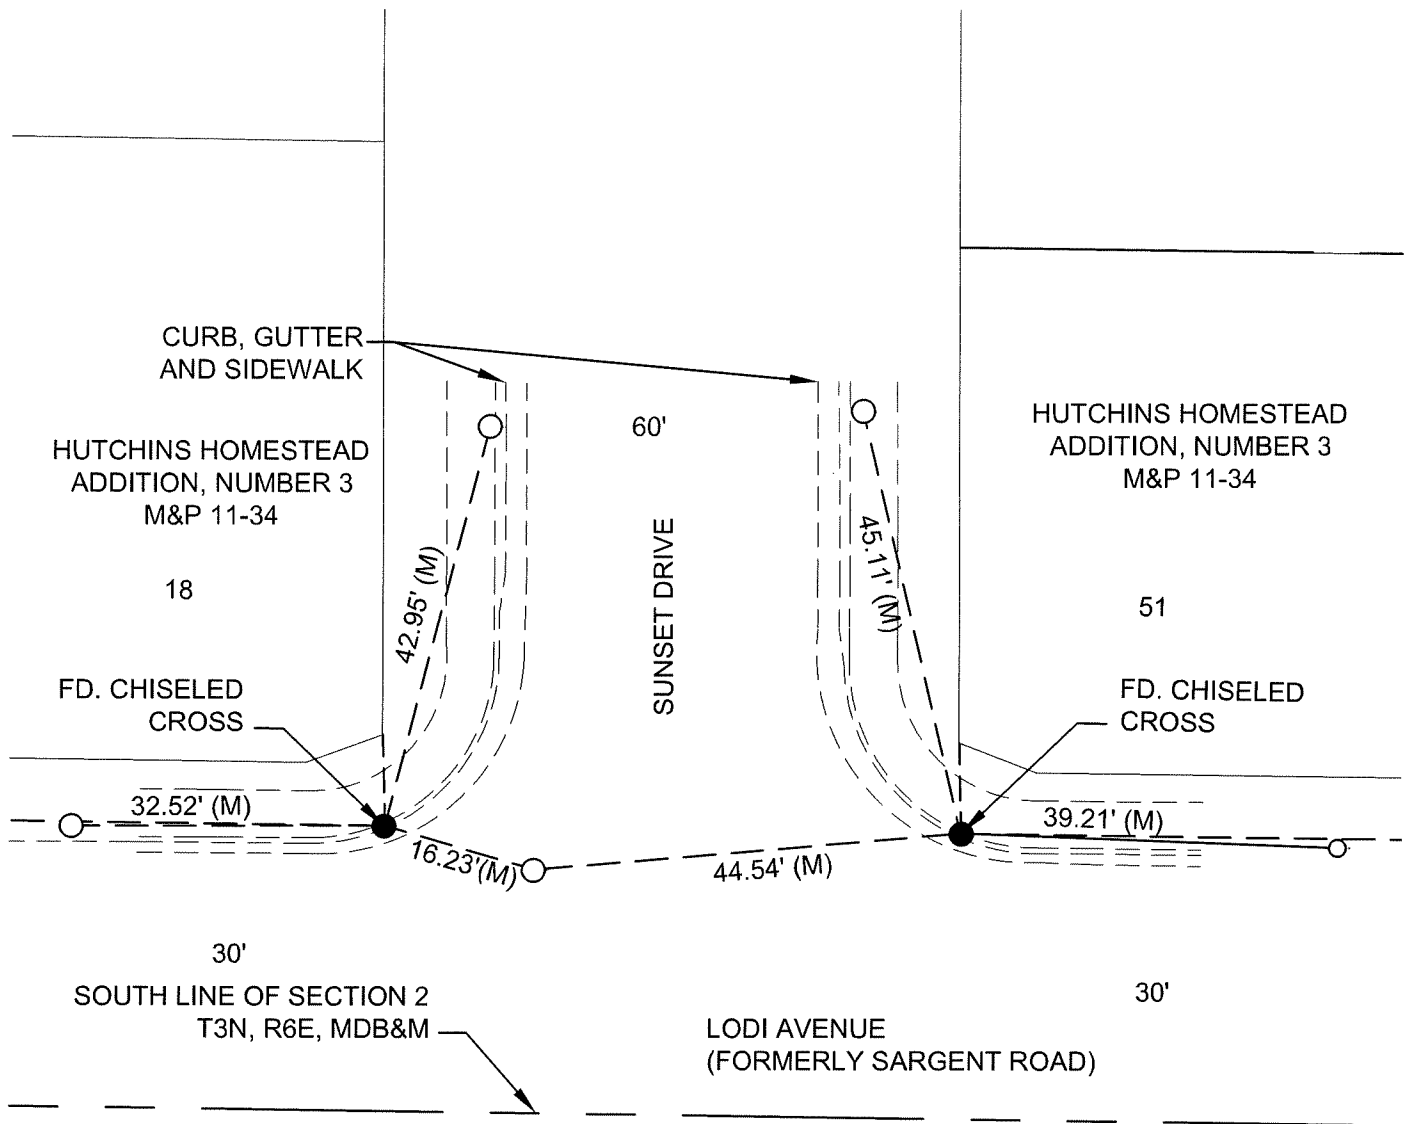 CURB, GUTTER
AND SIDEWALK
HUTCHINS HOMESTEAD
ADDITION, NUMBER 3
M&P 11-34
18
60'
SUNSET DRIVE
HUTCHINS HOMESTEAD
ADDITION, NUMBER 3
M&P 11-34
51
42.95' (M)
45.11' (M)
FD. CHISELED
CROSS
FD. CHISELED
CROSS
32.52' (M)
16.23'(M)
44.54' (M)
39.21' (M)
30'
SOUTH LINE OF SECTION 2
T3N, R6E, MDB&M
LODI AVENUE
(FORMERLY SARGENT ROAD)
30'